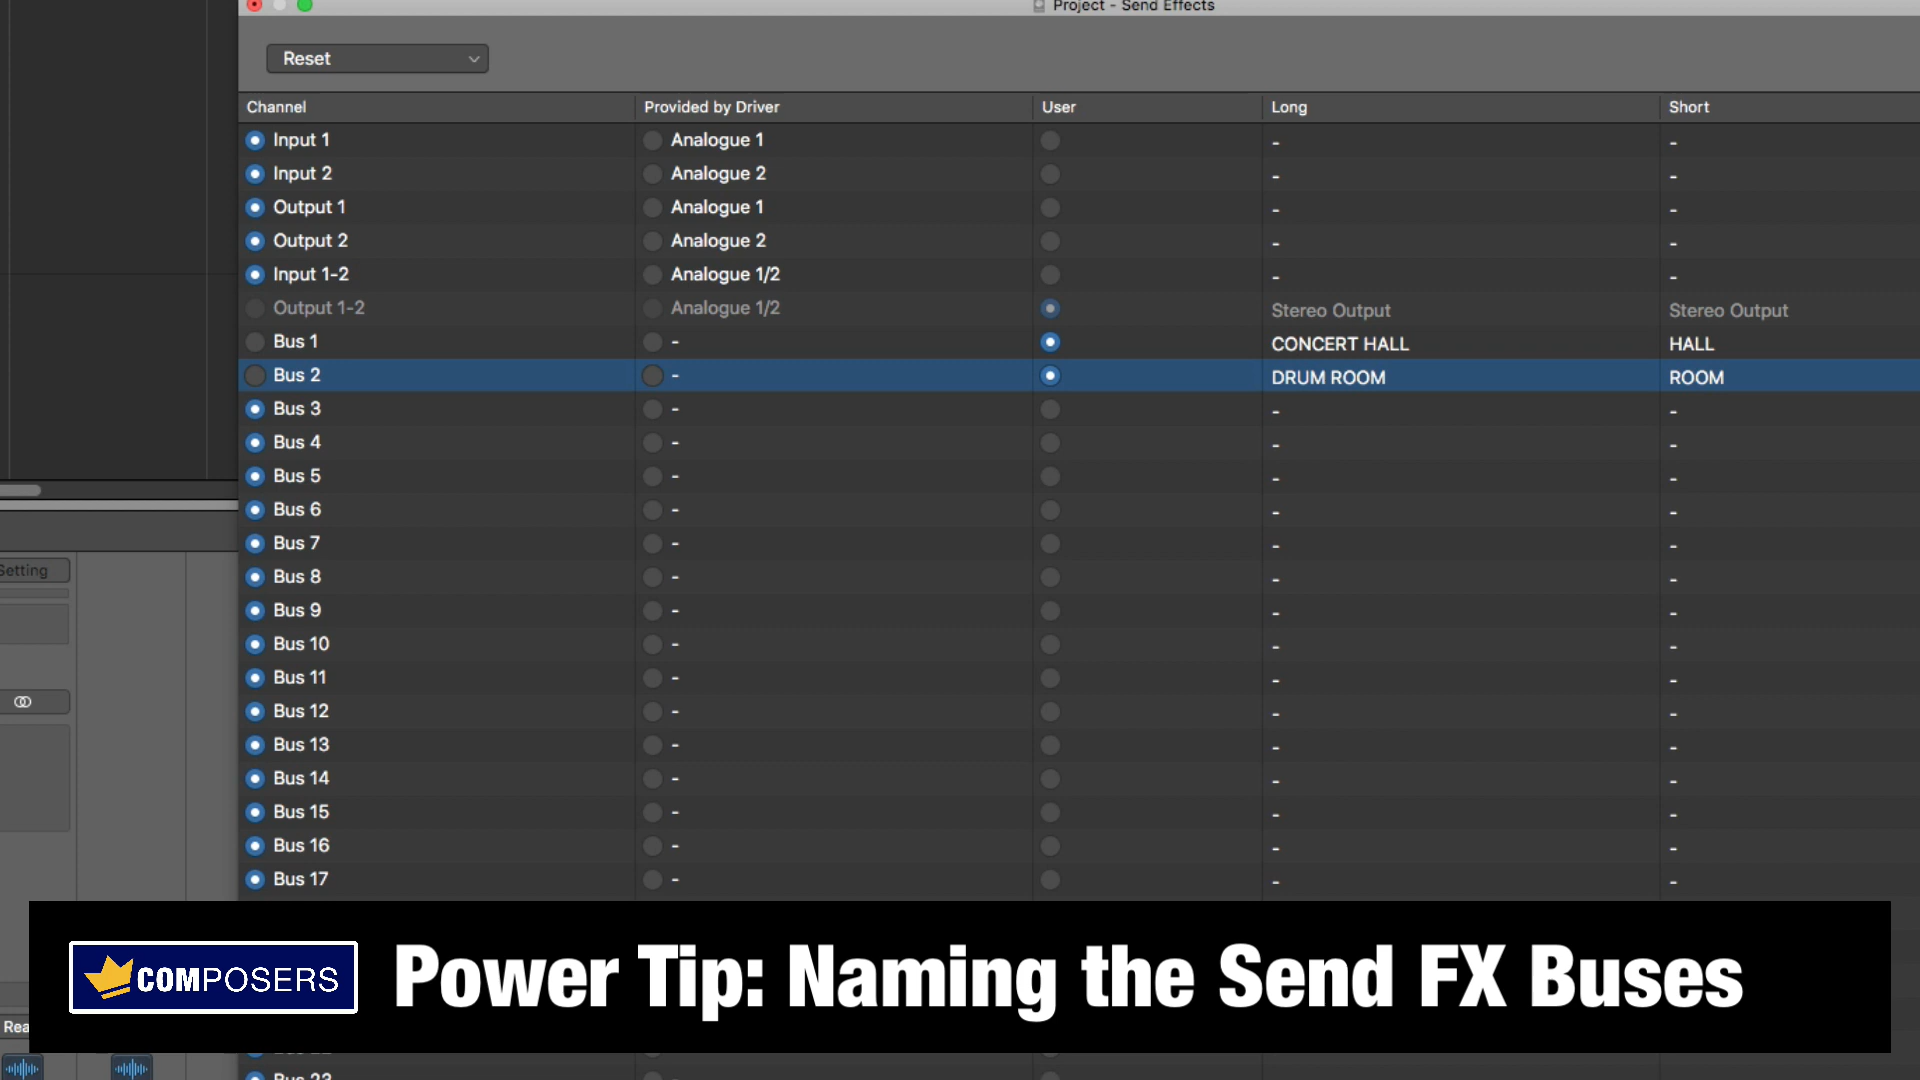 Project - Send Effects
Reset
Channel Provided by Driver User Long Short
Input 1 Analogue 1 - -
Input 2 Analogue 2 - -
Output 1 Analogue 1 - -
Output 2 Analogue 2 - -
Input 1-2 Analogue 1/2 - -
Output 1-2 Analogue 1/2 Stereo Output Stereo Output
Bus 1 - CONCERT HALL HALL
Bus 2 - DRUM ROOM ROOM
Bus 3 - - -
Bus 4 - - -
Bus 5 - - -
Bus 6 - - -
Bus 7 - - -
Setting
Bus 8 - - -
Bus 9 - - -
Bus 10 - - -
Bus 11 - - -
Bus 12 - - -
Bus 13 - - -
Bus 14 - - -
Bus 15 - - -
Bus 16 - - -
Bus 17 - - -
COMPOSERS
Power Tip: Naming the Send FX Buses
Rea
Bus 23